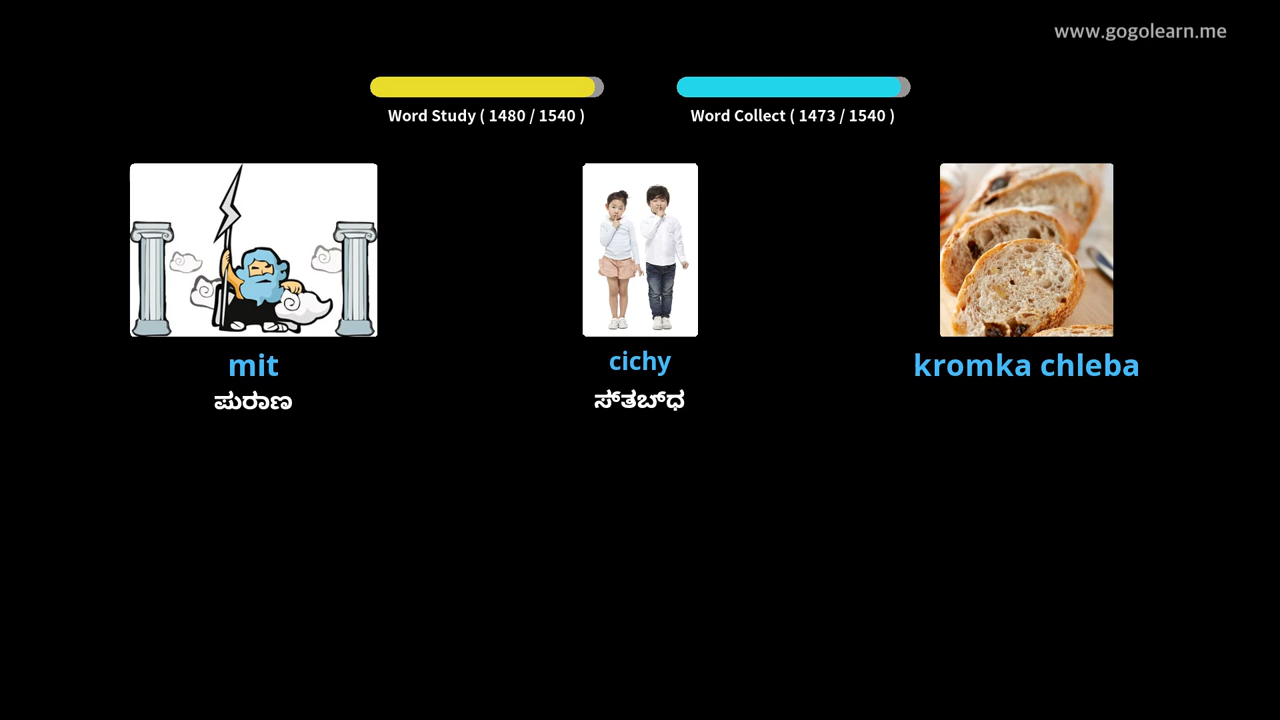 www.gogolearn.me
Word Study ( 1480 / 1540 )
Word Collect ( 1473 / 1540 )
mit
cichy
kromka chleba
ಪುರಾಣ
ಸ್ತಬ್ಧ